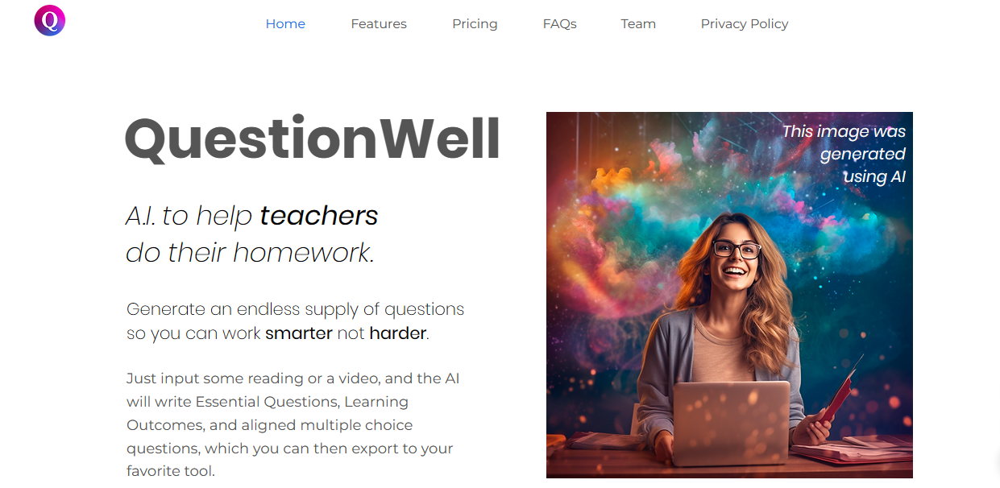 Q
Home Features Pricing FAQs Team Privacy Policy
QuestionWell
A.I. to help teachers
do their homework.
Generate an endless supply of questions
so you can work smarter not harder.
Just input some reading or a video, and the AI
will write Essential Questions, Learning
Outcomes, and aligned multiple choice
questions, which you can then export to your
favorite tool.
This image was
generated
using AI